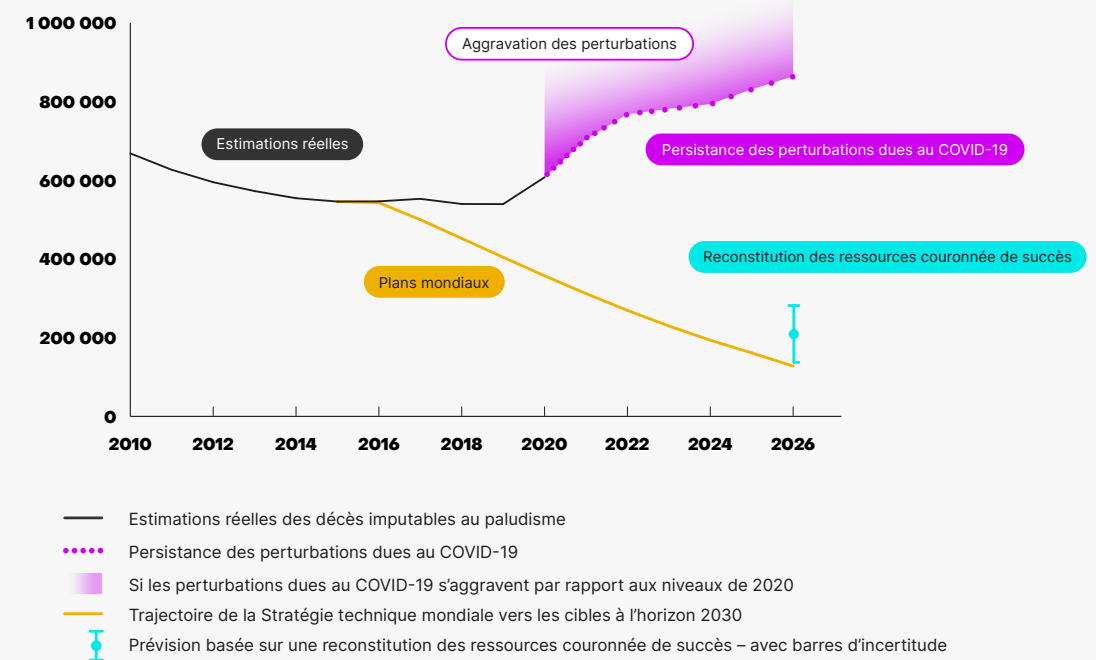 1 000 000
Aggravation des perturbations
800 000
Estimations réelles
Persistance des perturbations dues au COVID-19
600 000
400 000
Reconstitution des ressources couronnée de succès
Plans mondiaux
200 000
0
2010 2012 2014 2016 2018 2020 2022 2024 2026
Estimations réelles des décès imputables au paludisme
Persistance des perturbations dues au COVID-19
Si les perturbations dues au COVID-19 s’aggravent par rapport aux niveaux de 2020
Trajectoire de la Stratégie technique mondiale vers les cibles à l’horizon 2030
Prévision basée sur une reconstitution des ressources couronnée de succès – avec barres d’incertitude